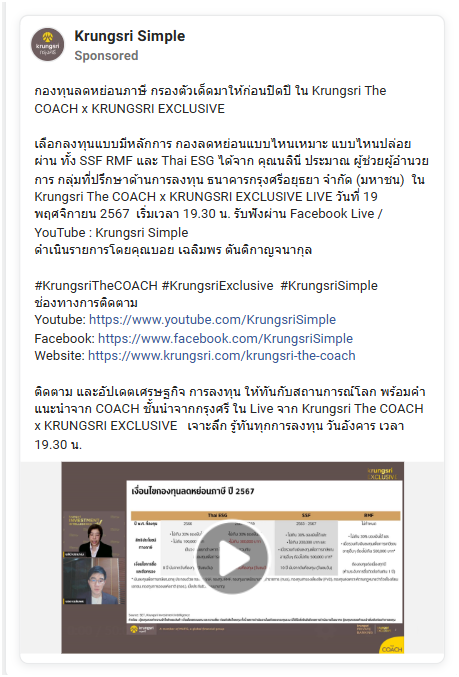 Krungsri Simple
Sponsored
krungsri
กรุงศรี
กองทุนลดหย่อนภาษี กรองตัวเด็ดมาให้ก่อนปิดปี ใน Krungsri The
COACH x KRUNGSRI EXCLUSIVE
เลือกลงทุนแบบมีหลักการ กองลดหย่อนแบบไหนเหมาะ แบบไหนปล่อย
ผ่าน ทั้ง SSF RMF และ Thai ESG ได้จาก คุณนลินี ประมาณ ผู้ช่วยผู้อำนวย
การ กลุ่มที่ปรึกษาด้านการลงทุน ธนาคารกรุงศรีอยุธยา จำกัด (มหาชน) ใน
Krungsri The COACH x KRUNGSRI EXCLUSIVE LIVE วันที่ 19
พฤศจิกายน 2567 เริ่มเวลา 19.30 น. รับฟังผ่าน Facebook Live /
YouTube : Krungsri Simple
ดำเนินรายการโดยคุณบอย เฉลิมพร ตันติกาญจนากุล
#KrungsriTheCOACH #KrungsriExclusive #KrungsriSimple
ช่องทางการติดตาม
Youtube: https://www.youtube.com/KrungsriSimple
Facebook: https://www.facebook.com/KrungsriSimple
Website: https://www.krungsri.com/krungsri-the-coach
ติดตาม และอัปเดตเศรษฐกิจ การลงทุน ให้ทันกับสถานการณ์โลก พร้อมคำ
แนะนำจาก COACH ชั้นนำจากกรุงศรี ใน Live จาก Krungsri The COACH
x KRUNGSRI EXCLUSIVE เจาะลึก รู้ทันทุกการลงทุน วันอังคาร เวลา
19.30 น.
krungsri
EXCLUSIVE
เงื่อนไขกองทุนลดหย่อนภาษี ปี 2567
Thai ESG SSF RMF
COACH